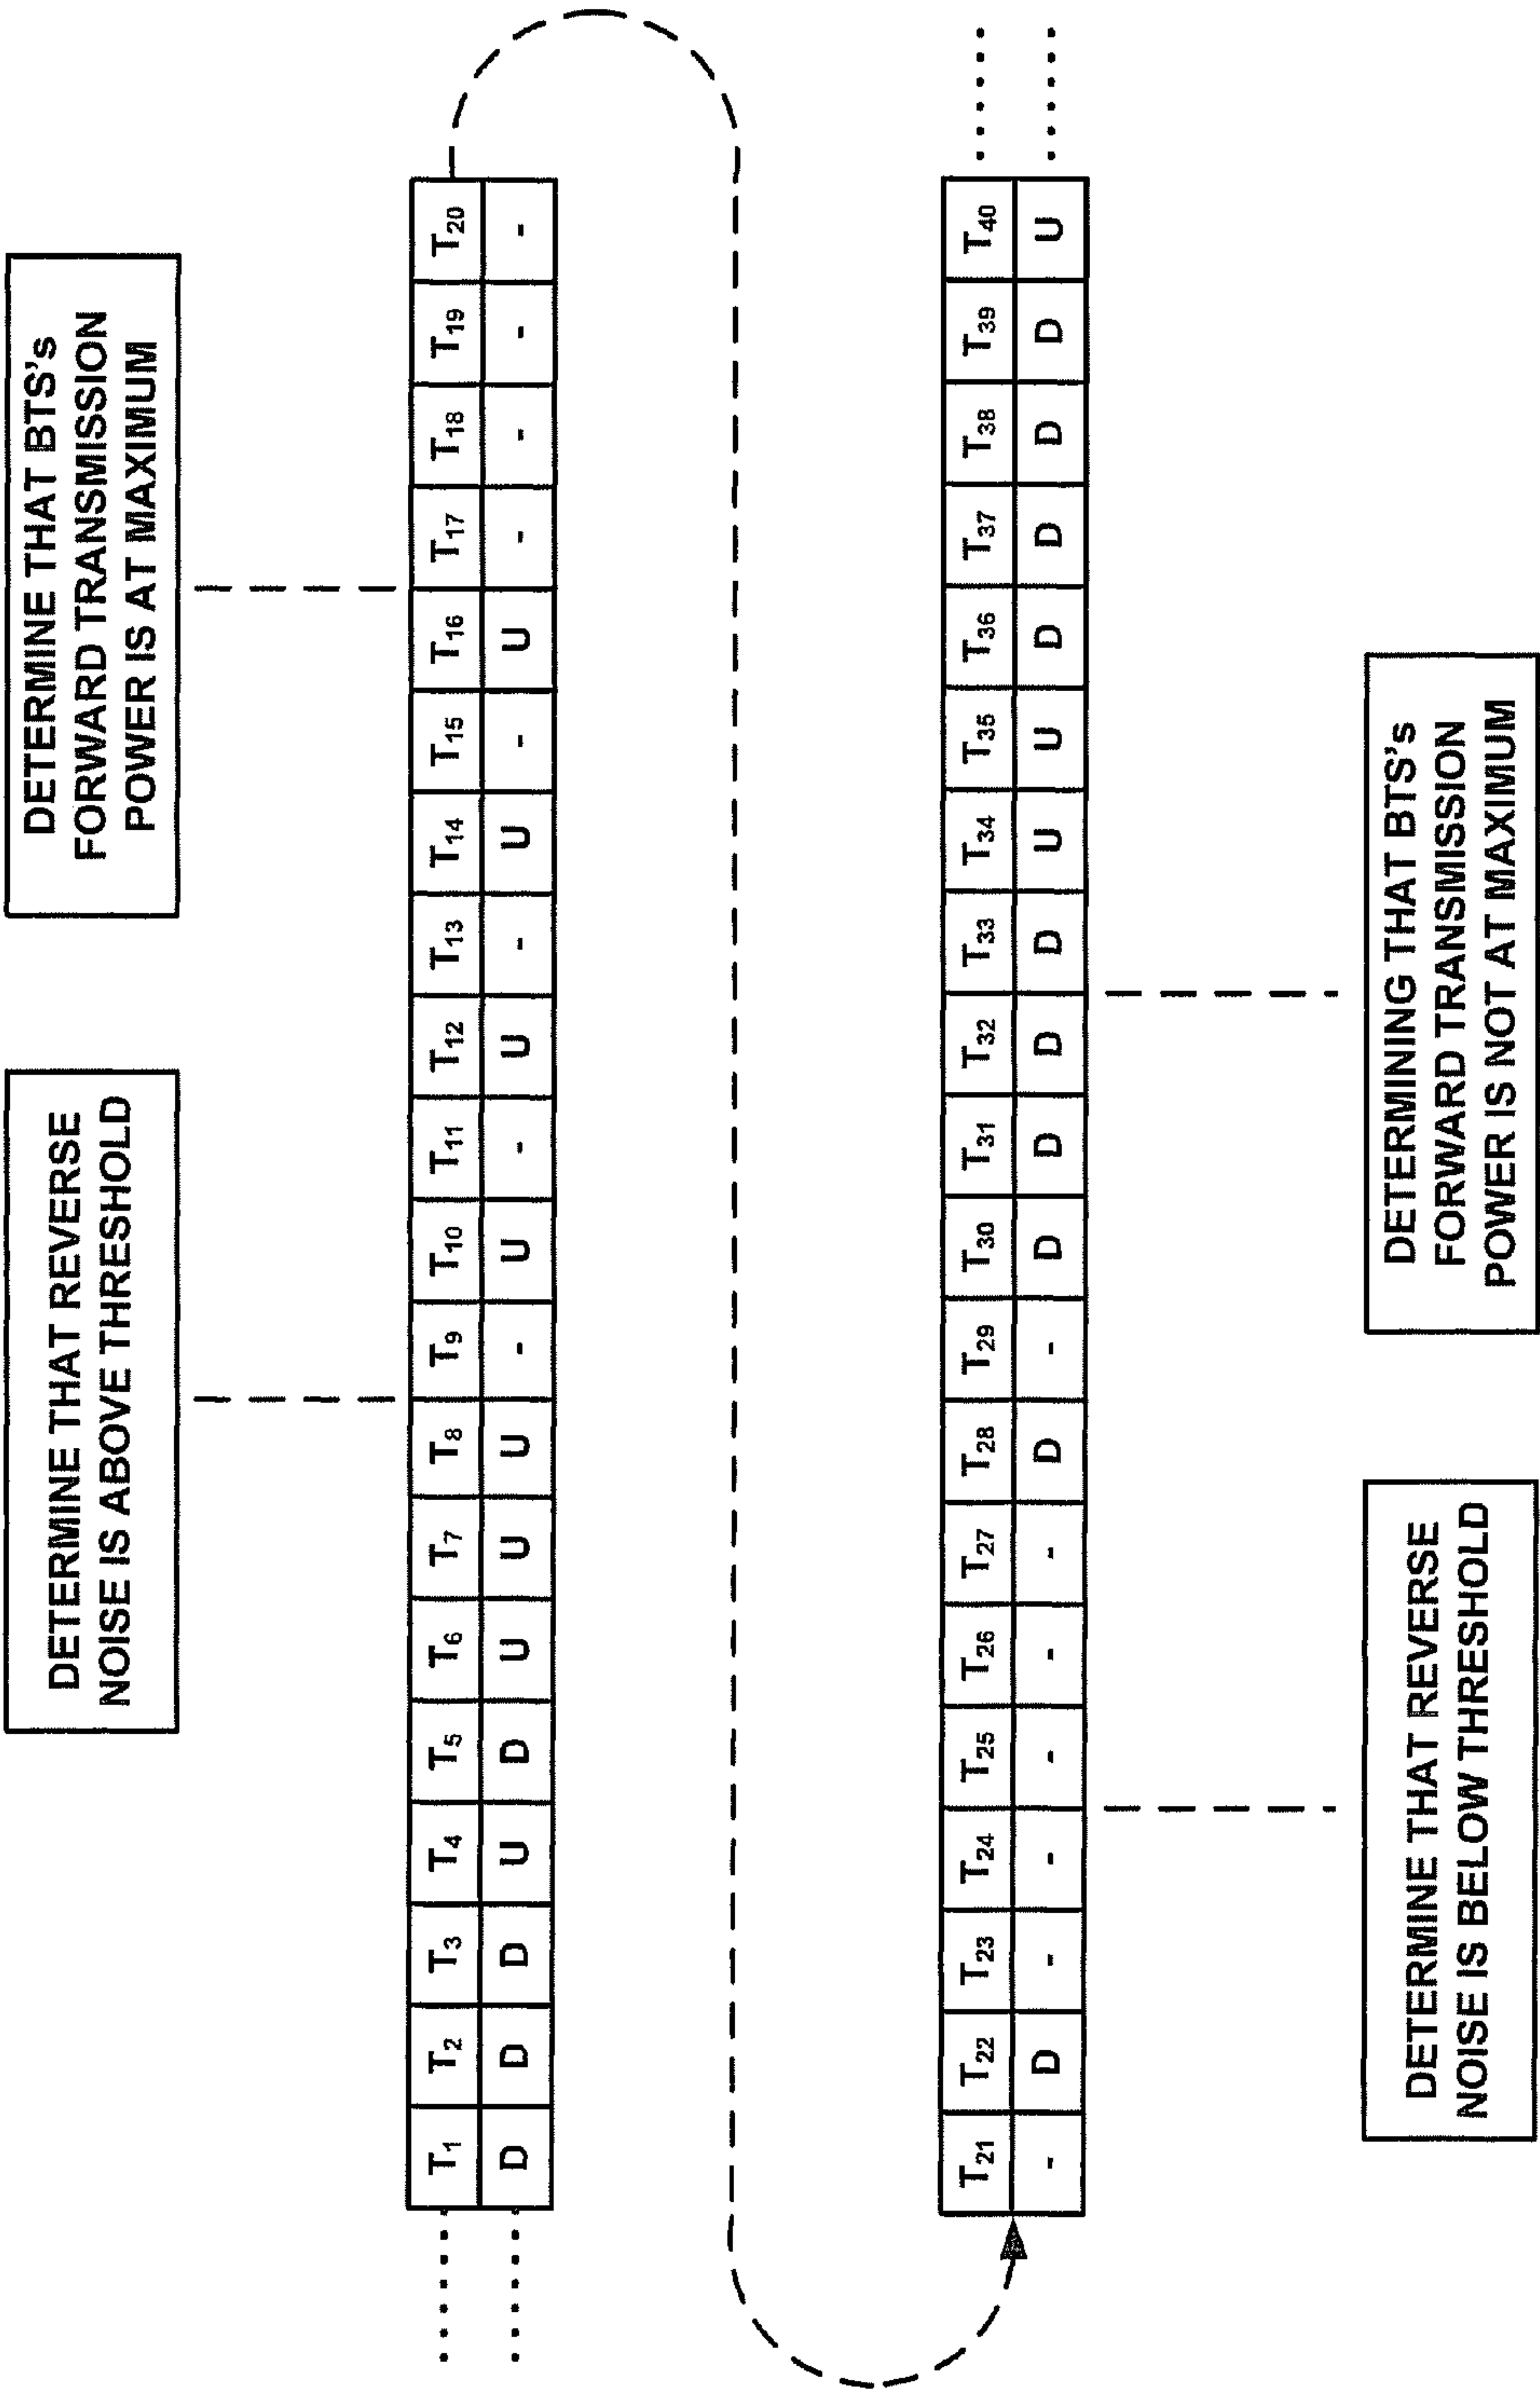 DETERMINE THAT REVERSE
NOISE IS ABOVE THRESHOLD
DETERMINE THAT BTS's
FORWARD TRANSMISSION
POWER IS AT MAXIMUM
T1 T2 T3 T4 T5 T6 T7 T8 T9 T10 T11 T12 T13 T14 T15 T16 T17 T18 T19 T20
D D D U D U U U - U - U - U - U - - - -
T21 T22 T23 T24 T25 T26 T27 T28 T29 T30 T31 T32 T33 T34 T35 T36 T37 T38 T39 T40
- D - - - - - D - D D D D U U D D D D U
DETERMINE THAT REVERSE
NOISE IS BELOW THRESHOLD
DETERMINING THAT BTS's
FORWARD TRANSMISSION
POWER IS NOT AT MAXIMUM